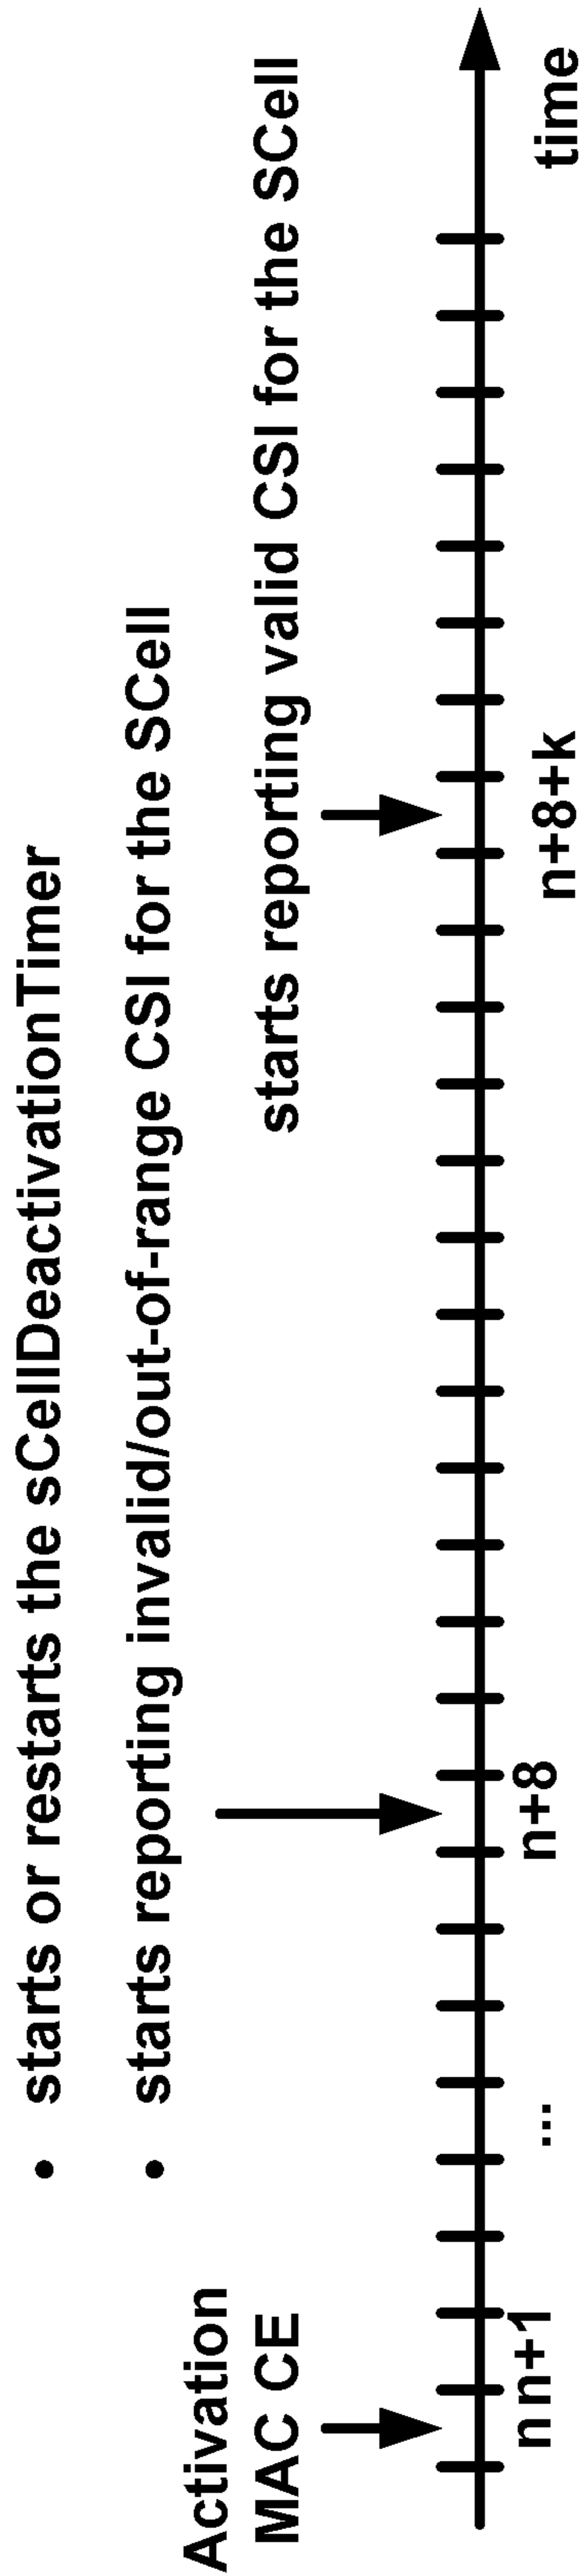 • starts or restarts the sCellDeactivationTimer
• starts reporting invalid/out-of-range CSI for the SCell
Activation
MAC CE
starts reporting valid CSI for the SCell
n n+1
...
n+8
n+8+k
time